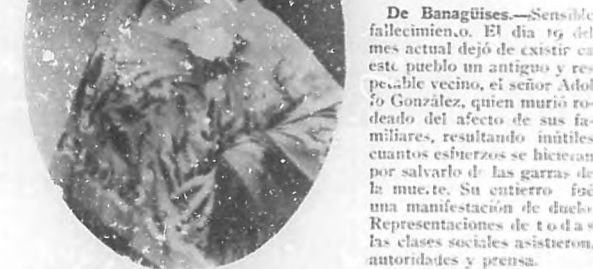 De Banagüises.—Sensible
fallecimien.o. El dia 19 del
mes actual dejó de existir en
este pueblo un antiguo y res
petable vecino, el señor Adol
fo González, quien murió ro-
deado del afecto de sus fa-
miliares, resultando inútiles
cuantos esfuerzos se hicieran
por salvarlo de las garras de
la muerte. Su entierro fué
una manifestación de duelo.
Representaciones de todas
las clases sociales asistieron,
autoridades y prensa.